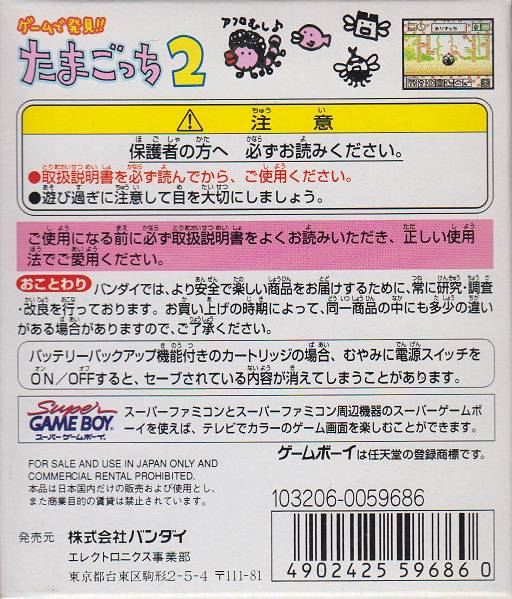 ゲームで発見!!
たまごっち2
アフロむし♪
ありすっち
⚠注意
保護者の方へ 必ずお読みください。
●取扱説明書を必ず読んでから、ご使用ください。
●遊び過ぎに注意して目を大切にしましょう。
ご使用になる前に必ず取扱説明書をよくお読みいただき、正しい使用
法でご愛用ください。
おことわり バンダイでは、より安全で楽しい商品をお届けするために、常に研究・調査
・改良を行っております。お買い上げの時期によって、同一商品の中にも多少の違い
がある場合がありますので、ご了承ください。
バッテリーバックアップ機能付きのカートリッジの場合、むやみに電源スイッチを
ON/OFFすると、セーブされている内容が消えてしまうことがあります。
Super
GAME BOY
スーパーゲームボーイ
スーパーファミコンとスーパーファミコン周辺機器のスーパーゲームボ
ーイを使えば、テレビでカラーのゲーム画面を楽しむことができます。
ゲームボーイは任天堂の登録商標です。
FOR SALE AND USE IN JAPAN ONLY AND
COMMERCIAL RENTAL PROHIBITED.
本品は日本国内だけの販売および使用とし、
また商業目的の賃貸は禁止されています。
103206-0059686
発売元 株式会社バンダイ
エレクトロニクス事業部
東京都台東区駒形2-5-4 〒111-81
4902425596860